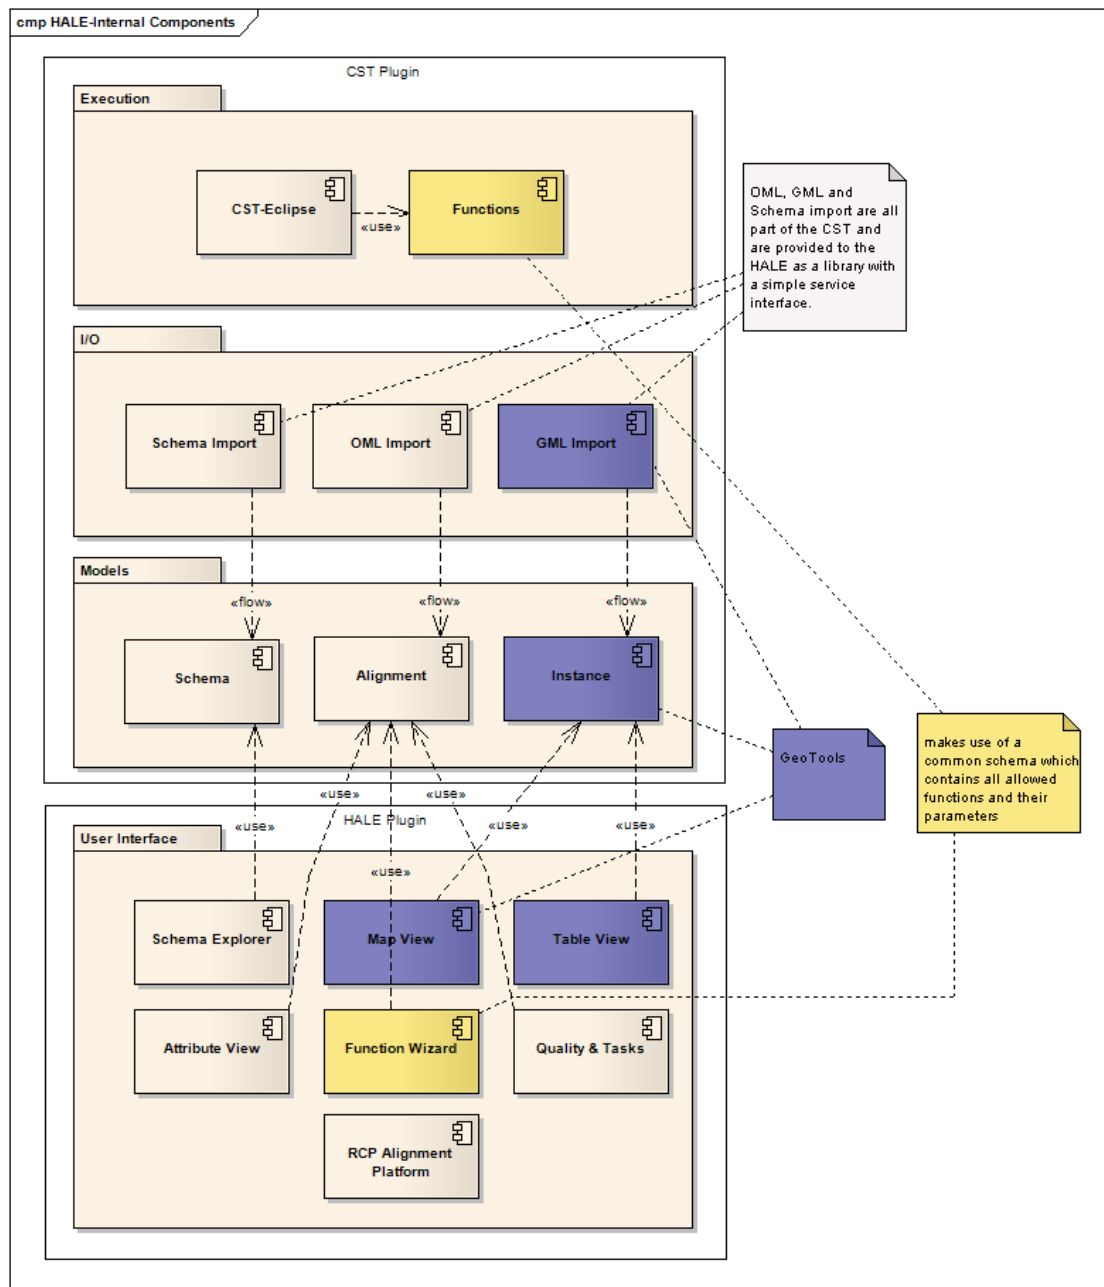 cmp HALE-Internal Components
CST Plugin
Execution
CST-Eclipse
«use»
Functions
OML, GML and
Schema import are all
part of the CST and
are provided to the
HALE as a library with
a simple service
interface.
I/O
Schema Import
OML Import
GML Import
Models
«flow»
«flow»
«flow»
Schema
Alignment
Instance
GeoTools
makes use of a
common schema which
contains all allowed
functions and their
parameters
«use»
«use»
HALE Plugin
«use»
«use»
«use»
User Interface
«use»
Schema Explorer
Map View
Table View
Attribute View
Function Wizard
Quality & Tasks
RCP Alignment
Platform